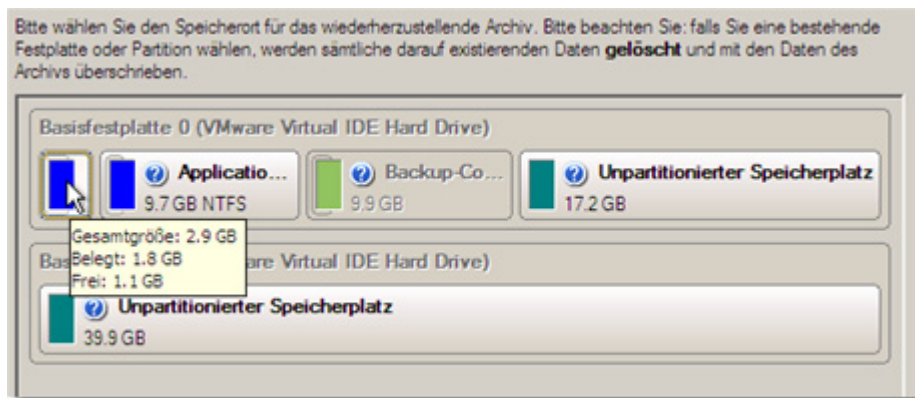 Bitte wählen Sie den Speicherort für das wiederherzustellende Archiv. Bitte beachten Sie: falls Sie eine bestehende
Festplatte oder Partition wählen, werden sämtliche darauf existierenden Daten gelöscht und mit den Daten des
Archivs überschrieben.
Basisfestplatte 0 (VMware Virtual IDE Hard Drive)
Applicatio...
9.7 GB NTFS
Backup-Co...
9.9 GB
Unpartitionierter Speicherplatz
17.2 GB
Gesamtgröße: 2.9 GB
Belegt: 1.8 GB
Frei: 1.1 GB
Virtual IDE Hard Drive)
Unpartitionierter Speicherplatz
39.9 GB